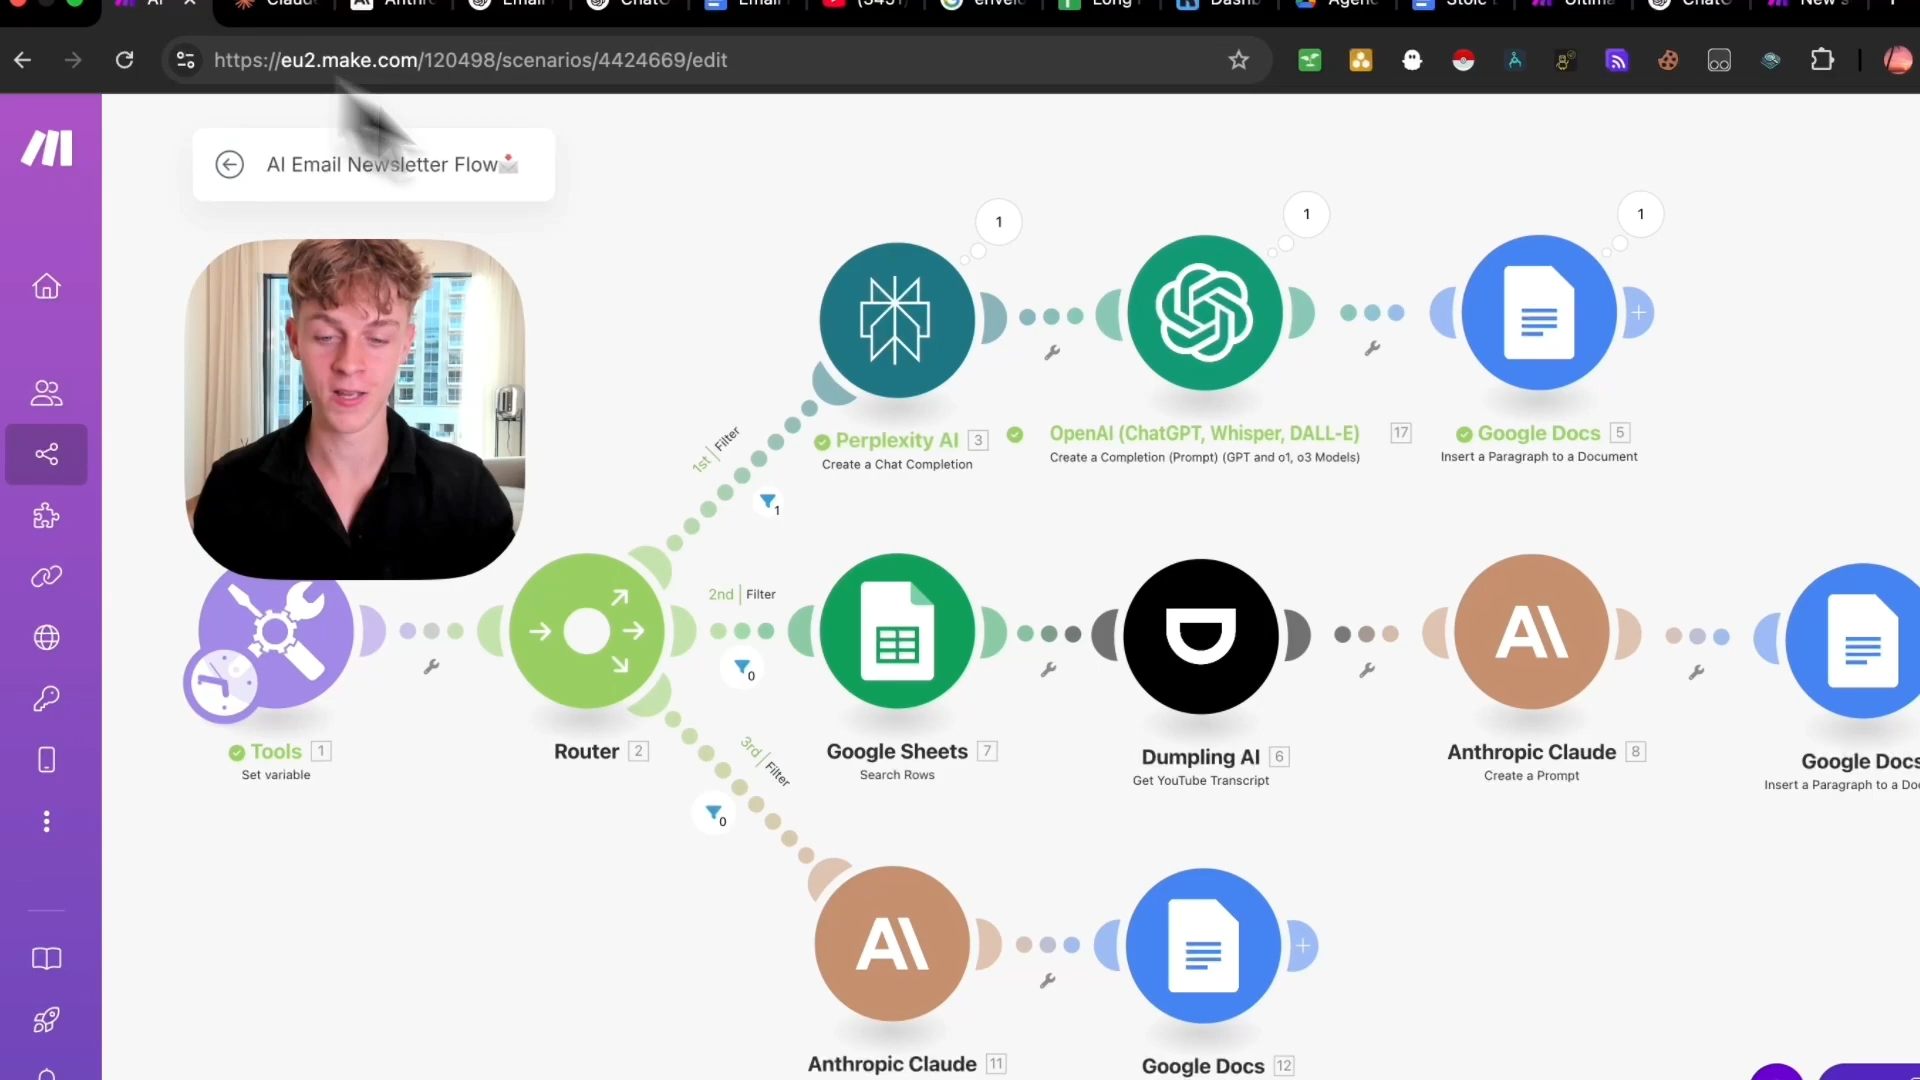 Email
https://eu2.make.com/120498/scenarios/4424669/edit
AI Email Newsletter Flow
1
1
1
Perplexity AI 3
Create a Chat Completion
OpenAI (ChatGPT, Whisper, DALL-E) 17
Create a Completion (Prompt) (GPT and o1, o3 Models)
Google Docs 5
Insert a Paragraph to a Document
1st | Filter
1
2nd | Filter
0
3rd | Filter
0
Tools 1
Set variable
Router 2
Google Sheets 7
Search Rows
Dumpling AI 6
Get YouTube Transcript
Anthropic Claude 8
Create a Prompt
Google Docs
Insert a Paragraph to a Do
Anthropic Claude 11
Google Docs 12